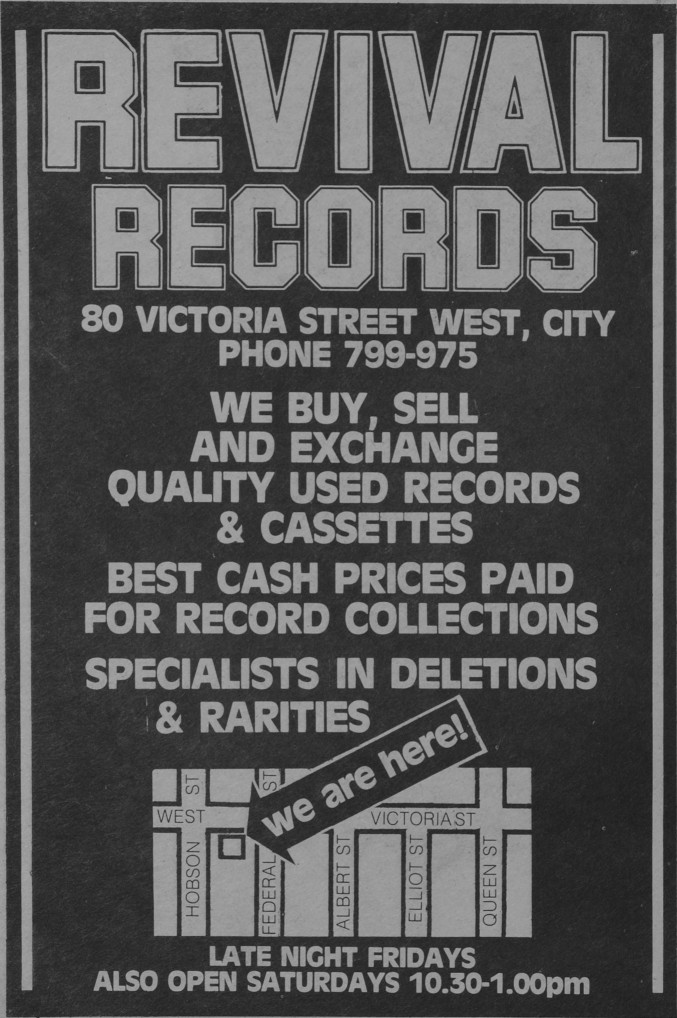 REVIVAL
RECORDS
80 VICTORIA STREET WEST, CITY
PHONE 799-975
WE BUY, SELL
AND EXCHANGE
QUALITY USED RECORDS
& CASSETTES
BEST CASH PRICES PAID
FOR RECORD COLLECTIONS
SPECIALISTS IN DELETIONS
& RARITIES
we are here!
WEST
VICTORIA ST
HOBSON ST
FEDERAL ST
ALBERT ST
ELLIOT ST
QUEEN ST
LATE NIGHT FRIDAYS
ALSO OPEN SATURDAYS 10.30-1.00pm